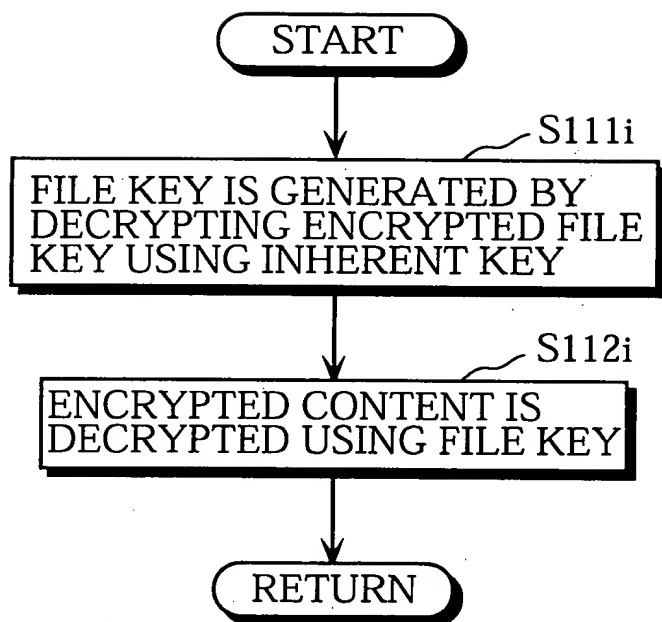 START
S111i
FILE KEY IS GENERATED BY
DECRYPTING ENCRYPTED FILE
KEY USING INHERENT KEY
S112i
ENCRYPTED CONTENT IS
DECRYPTED USING FILE KEY
RETURN